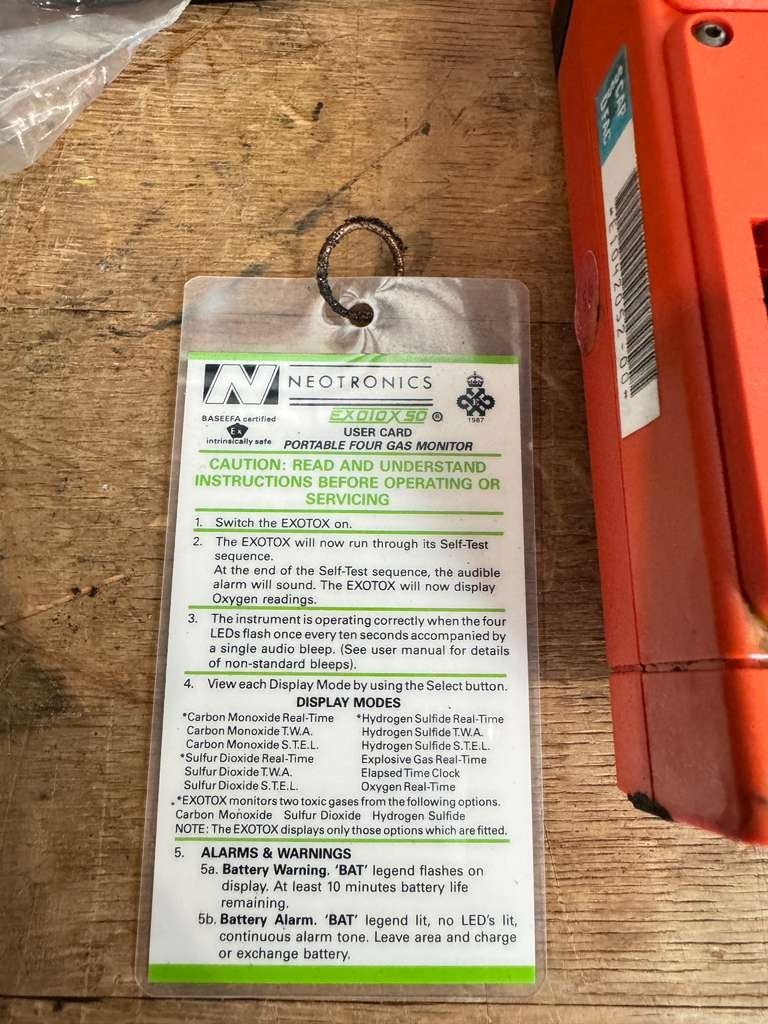 N NEOTRONICS
EXOTOX 50 ®
BASEEFA certified
Ex
intrinsically safe
1987
USER CARD
PORTABLE FOUR GAS MONITOR
CAUTION: READ AND UNDERSTAND
INSTRUCTIONS BEFORE OPERATING OR
SERVICING
1. Switch the EXOTOX on.
2. The EXOTOX will now run through its Self-Test
sequence.
At the end of the Self-Test sequence, the audible
alarm will sound. The EXOTOX will now display
Oxygen readings.
3. The instrument is operating correctly when the four
LEDs flash once every ten seconds accompanied by
a single audio bleep. (See user manual for details
of non-standard bleeps).
4. View each Display Mode by using the Select button.
DISPLAY MODES
*Carbon Monoxide Real-Time *Hydrogen Sulfide Real-Time
Carbon Monoxide T.W.A. Hydrogen Sulfide T.W.A.
Carbon Monoxide S.T.E.L. Hydrogen Sulfide S.T.E.L.
*Sulfur Dioxide Real-Time Explosive Gas Real-Time
Sulfur Dioxide T.W.A. Elapsed Time Clock
Sulfur Dioxide S.T.E.L. Oxygen Real-Time
*EXOTOX monitors two toxic gases from the following options.
Carbon Monoxide Sulfur Dioxide Hydrogen Sulfide
NOTE: The EXOTOX displays only those options which are fitted.
5. ALARMS & WARNINGS
5a. Battery Warning. 'BAT' legend flashes on
display. At least 10 minutes battery life
remaining.
5b. Battery Alarm. 'BAT' legend lit, no LED's lit,
continuous alarm tone. Leave area and charge
or exchange battery.